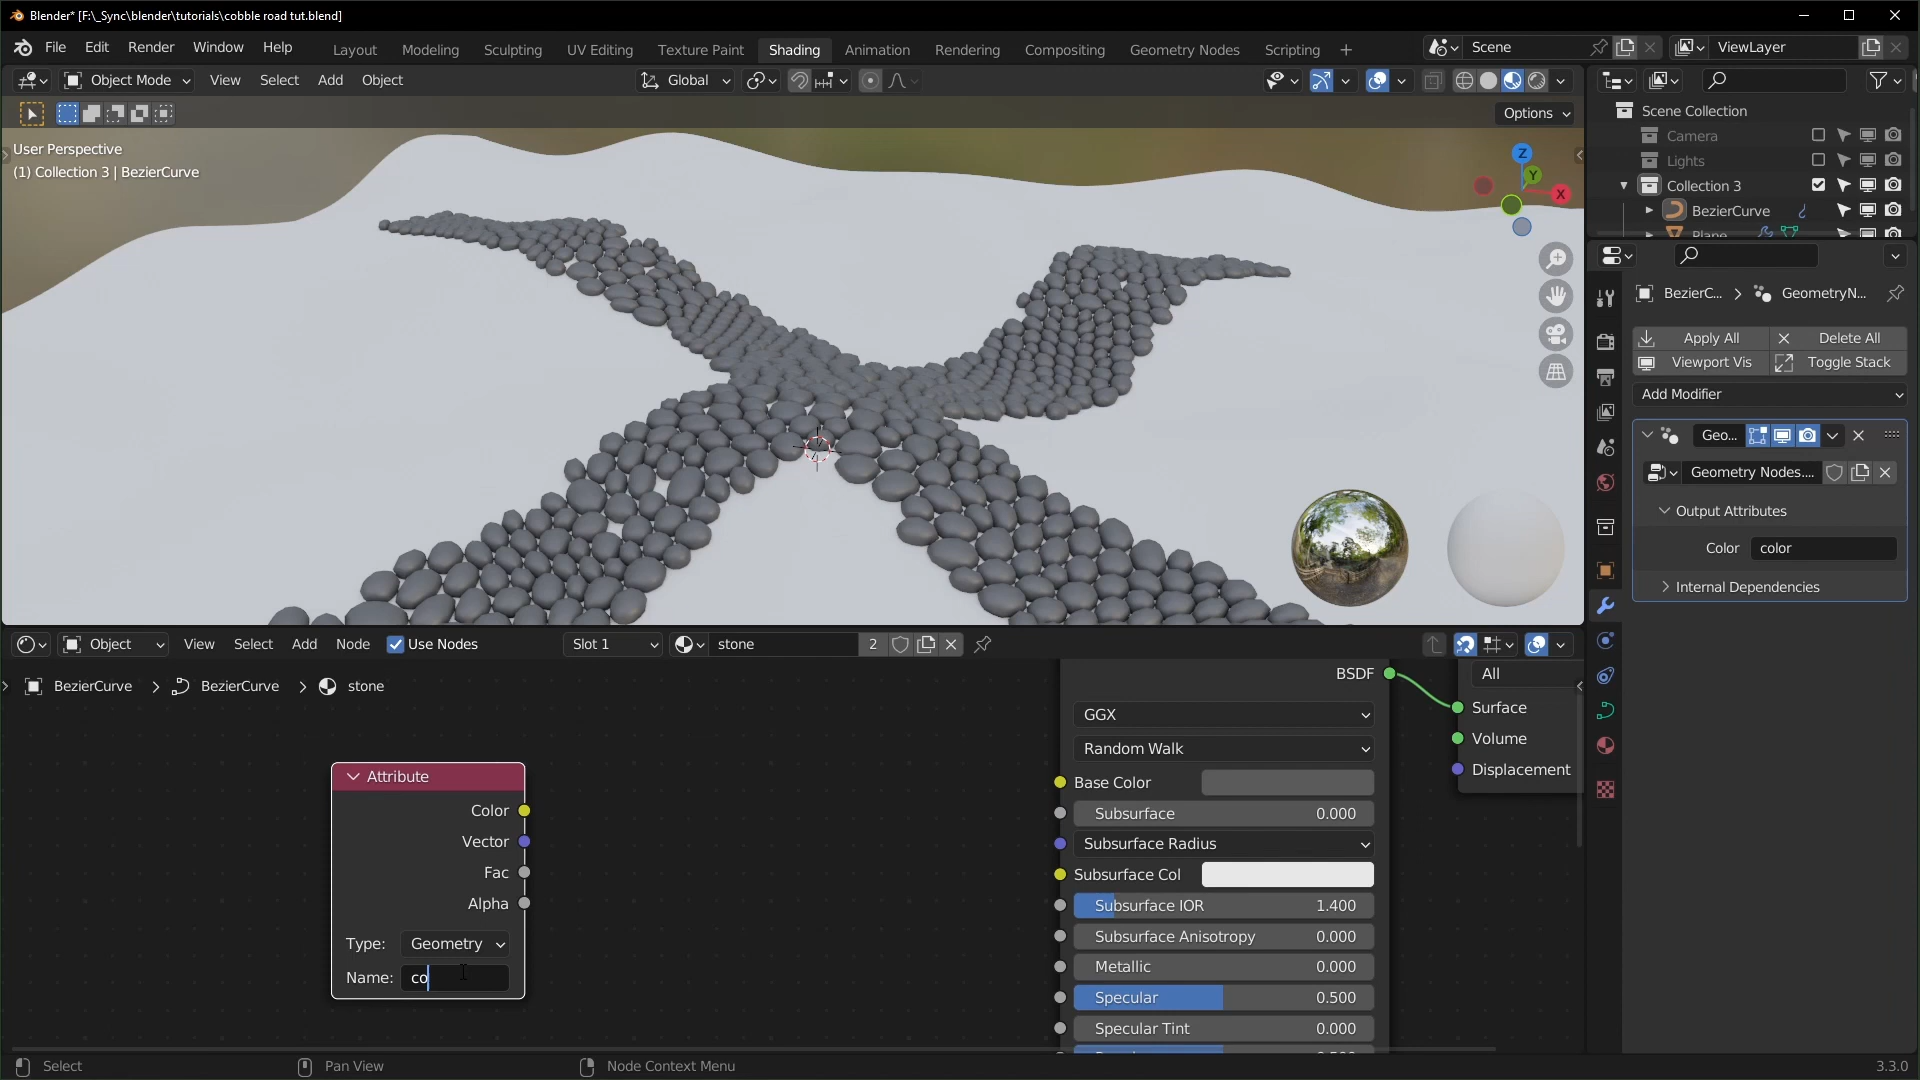 Blender* [F:\_Sync\blender\tutorials\cobble road tut.blend]
File Edit Render Window Help
Layout Modeling Sculpting UV Editing Texture Paint Shading Animation Rendering Compositing Geometry Nodes Scripting +
Scene
ViewLayer
Object Mode View Select Add Object
Global
Options
User Perspective
(1) Collection 3 | BezierCurve
Z
Y
X
Scene Collection
Camera
Lights
Collection 3
BezierCurve
Plane
BezierC... > GeometryN...
Apply All
Delete All
Viewport Vis
Toggle Stack
Add Modifier
Geo...
Geometry Nodes....
Output Attributes
Color color
Internal Dependencies
Object View Select Add Node Use Nodes Slot 1 stone 2
BezierCurve > BezierCurve > stone
Attribute
Color
Vector
Fac
Alpha
Type: Geometry
Name: co
BSDF
GGX
Random Walk
Base Color
Subsurface 0.000
Subsurface Radius
Subsurface Col
Subsurface IOR 1.400
Subsurface Anisotropy 0.000
Metallic 0.000
Specular 0.500
Specular Tint 0.000
All
Surface
Volume
Displacement
Select
Pan View
Node Context Menu
3.3.0